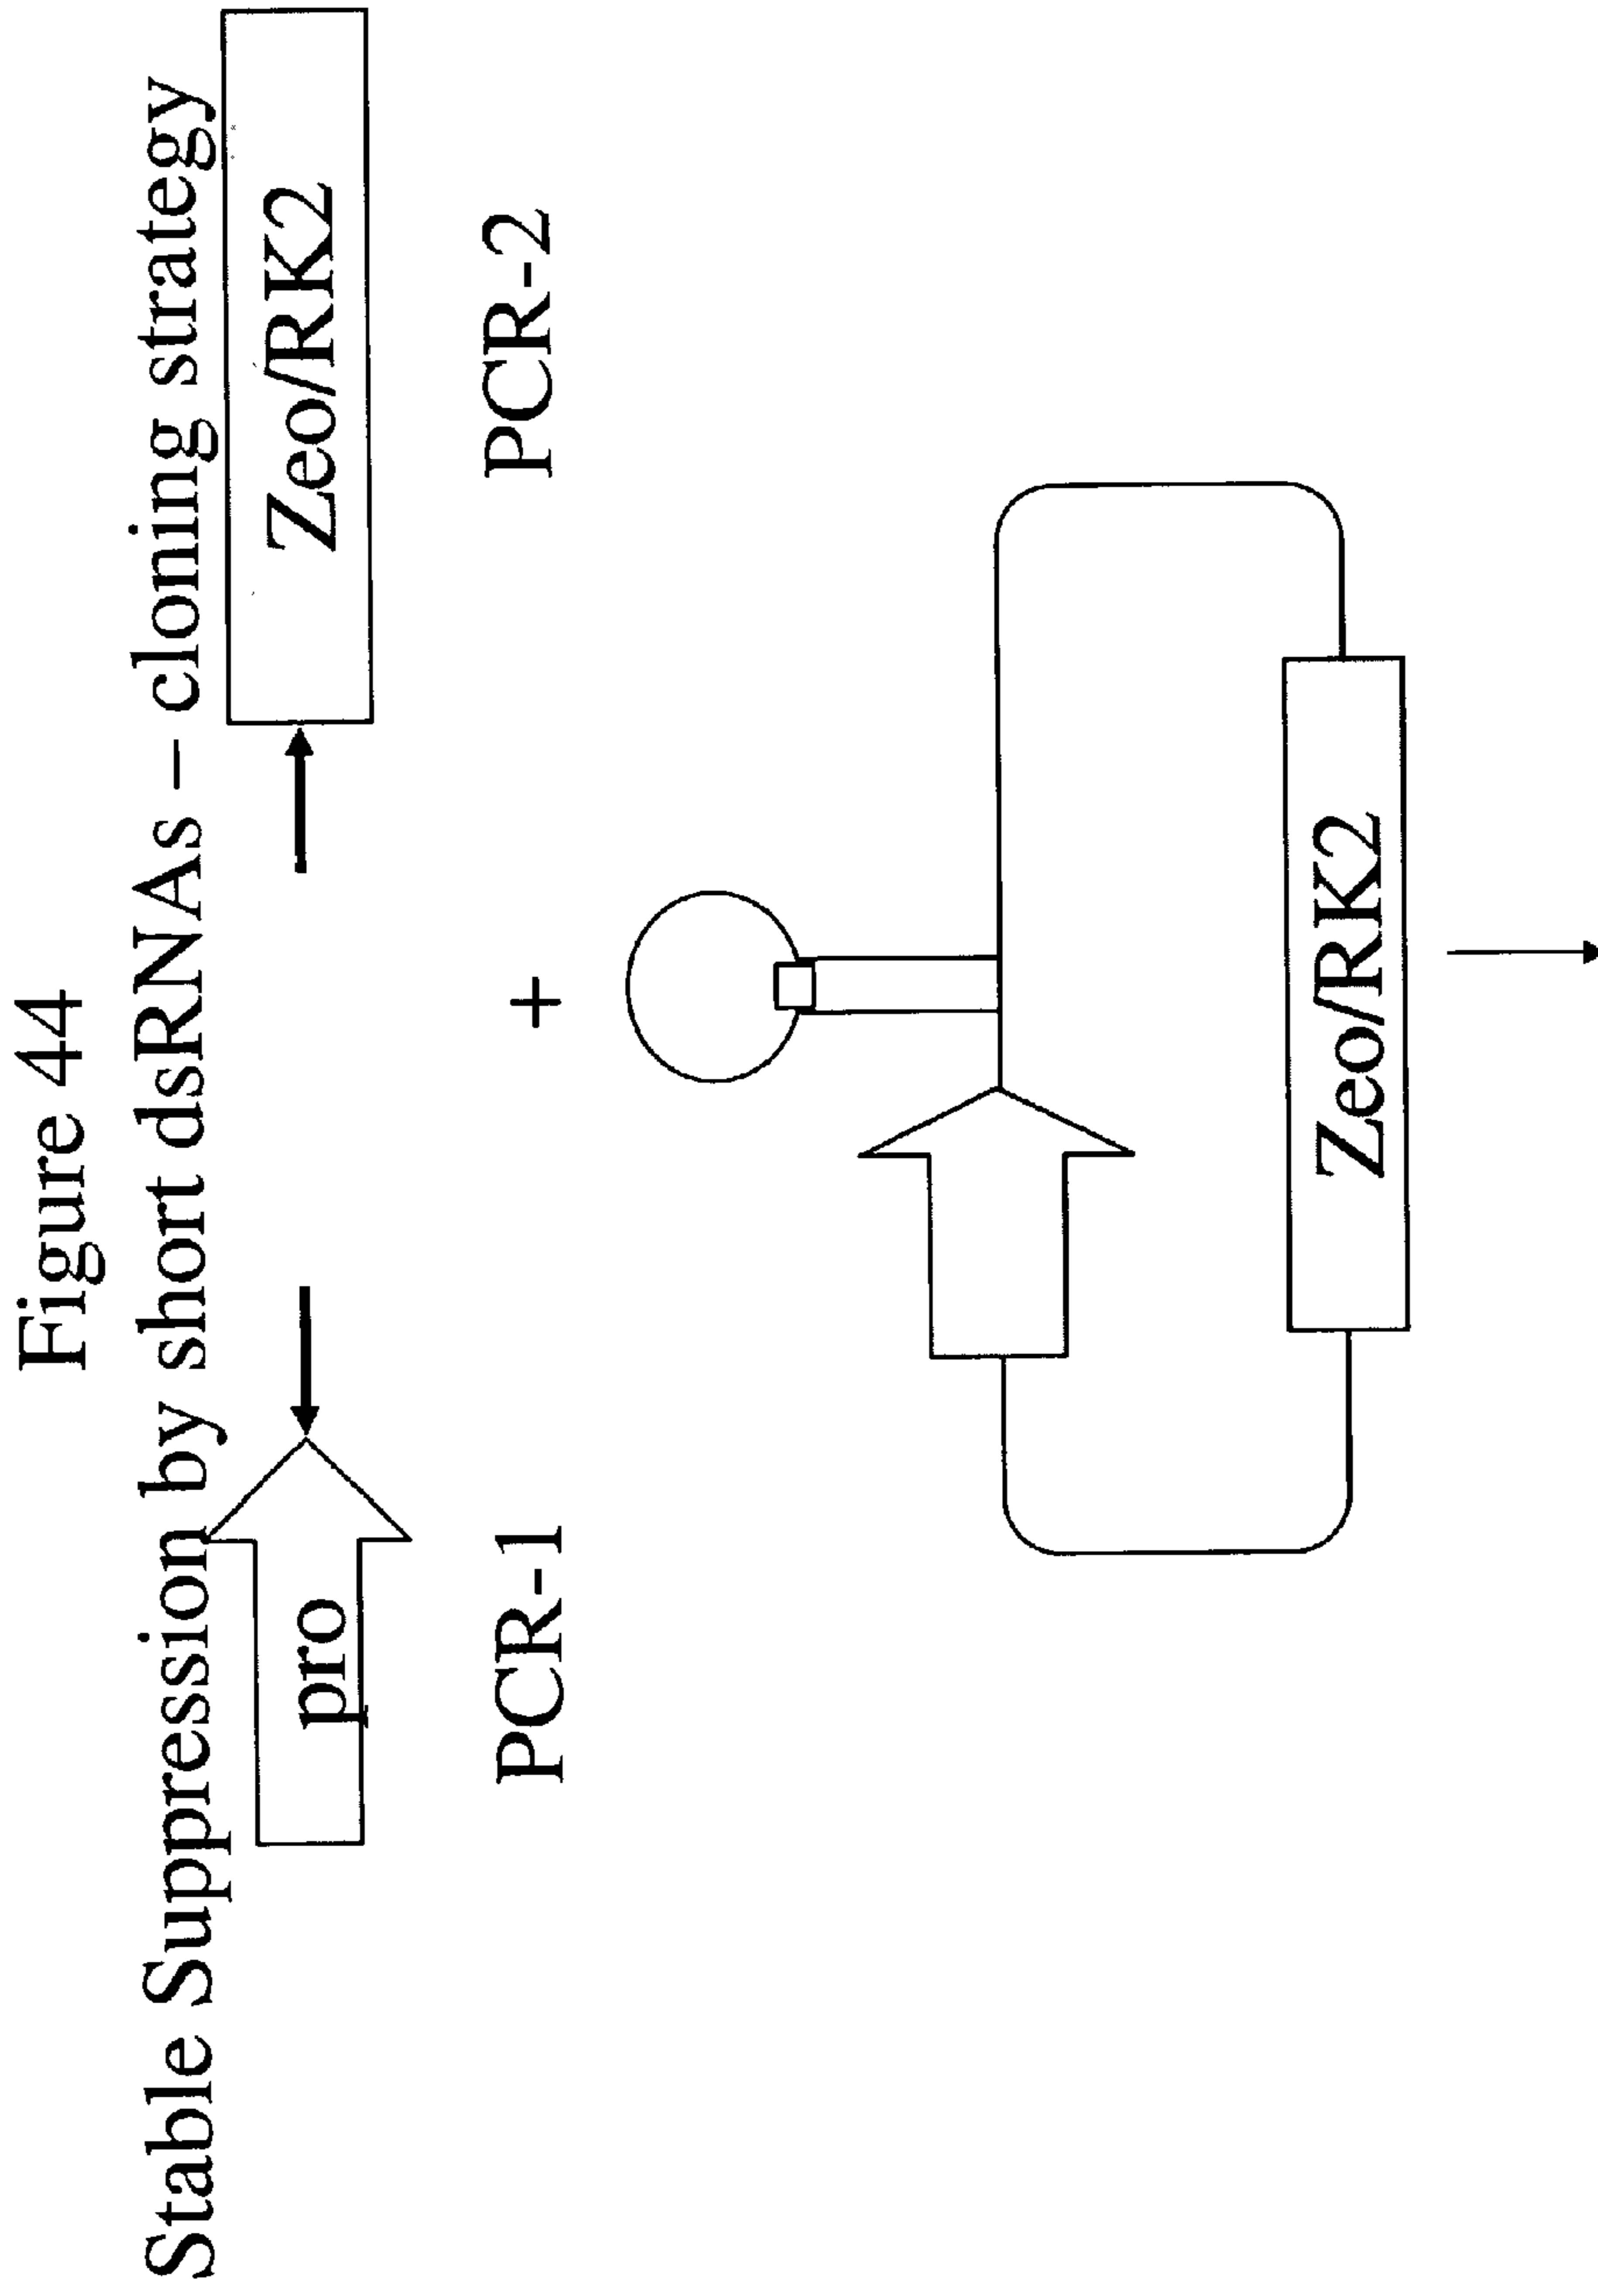 Figure 44
Stable Suppression by short dsRNAs – cloning strategy
pro
Zeo/RK2
PCR-1
+
PCR-2
Zeo/RK2